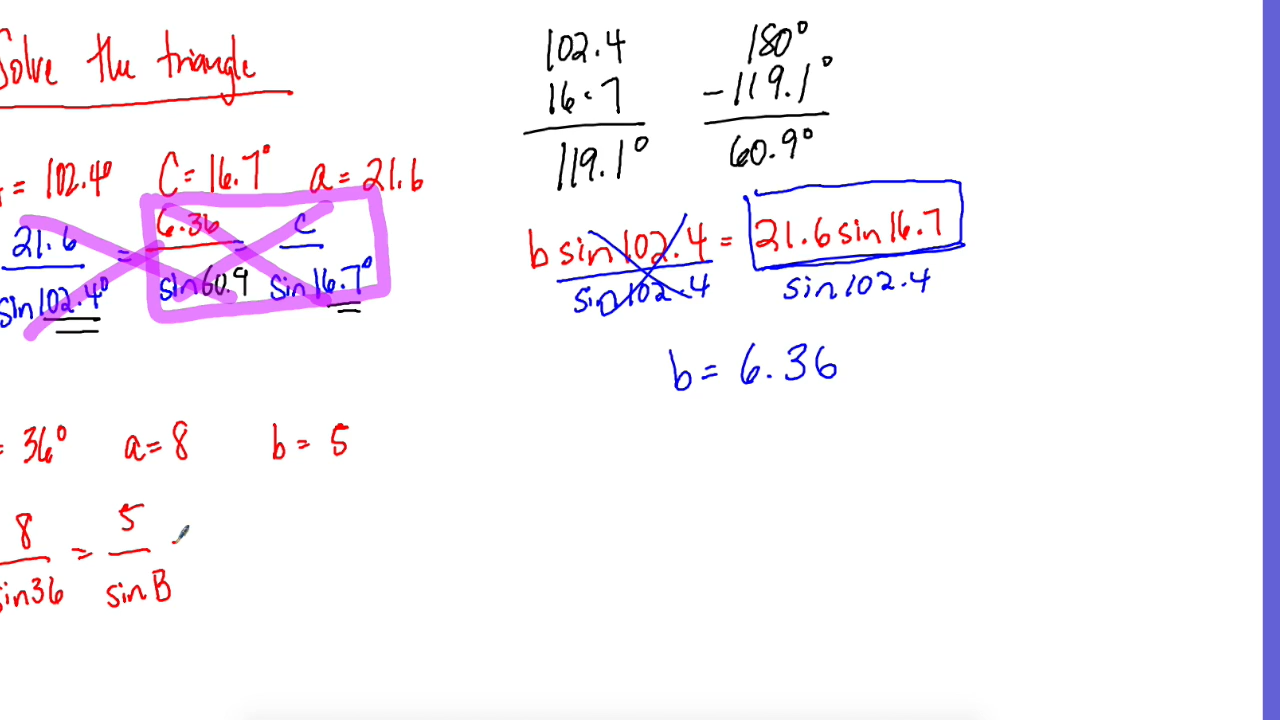 Solve the triangle
= 102.4° C = 16.7° a = 21.6
21.6 / sin 102.4° = 6.36 / sin 60.9 = c / sin 16.7°
= 36° a = 8 b = 5
8 / sin 36 = 5 / sin B
102.4
16.7
119.1°
180°
-119.1°
60.9°
b sin 102.4 / sin 102.4 = 21.6 sin 16.7 / sin 102.4
b = 6.36